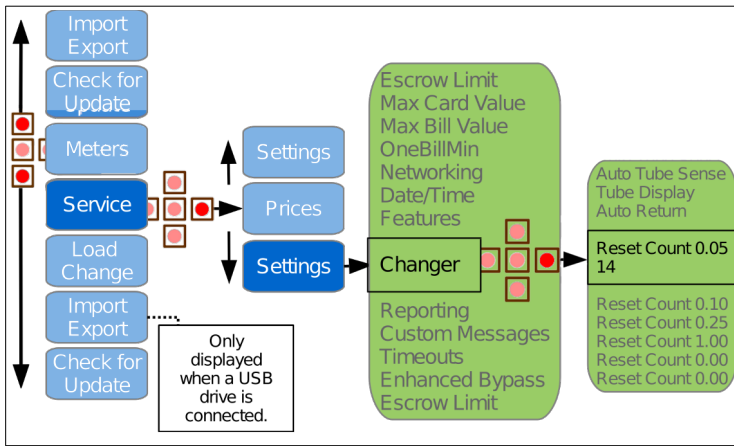 Import
Export
Check for
Update
Meters
Service
Load
Change
Import
Export
Check for
Update
Only
displayed
when a USB
drive is
connected.
Settings
Prices
Settings
Escrow Limit
Max Card Value
Max Bill Value
OneBillMin
Networking
Date/Time
Features
Changer
Reporting
Custom Messages
Timeouts
Enhanced Bypass
Escrow Limit
Auto Tube Sense
Tube Display
Auto Return
Reset Count 0.05
14
Reset Count 0.10
Reset Count 0.25
Reset Count 1.00
Reset Count 0.00
Reset Count 0.00